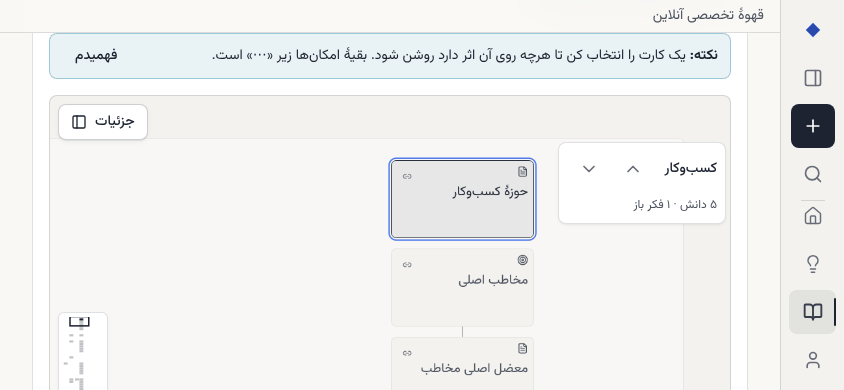 قهوهٔ تخصصی آنلاین
نکته: یک کارت را انتخاب کن تا هرچه روی آن اثر دارد روشن شود. بقیهٔ امکان‌ها زیر «···» است.
فهمیدم
جزئیات
کسب‌وکار
۵ دانش · ۱ فکر باز
حوزهٔ کسب‌وکار
مخاطب اصلی
معضل اصلی مخاطب